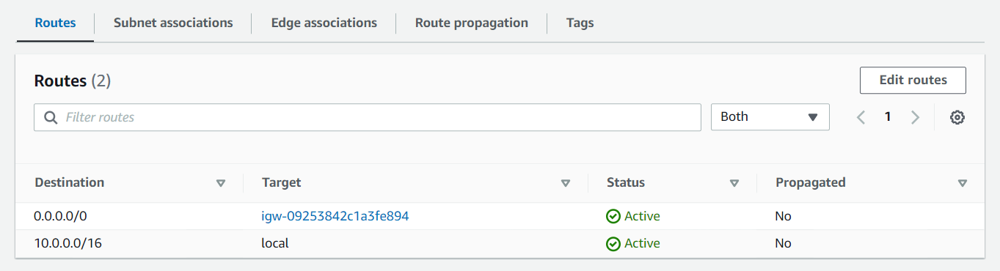 Routes Subnet associations Edge associations Route propagation Tags
Routes (2) Edit routes
Filter routes Both 1
Destination Target Status Propagated
0.0.0.0/0 igw-09253842c1a3fe894 Active No
10.0.0.0/16 local Active No